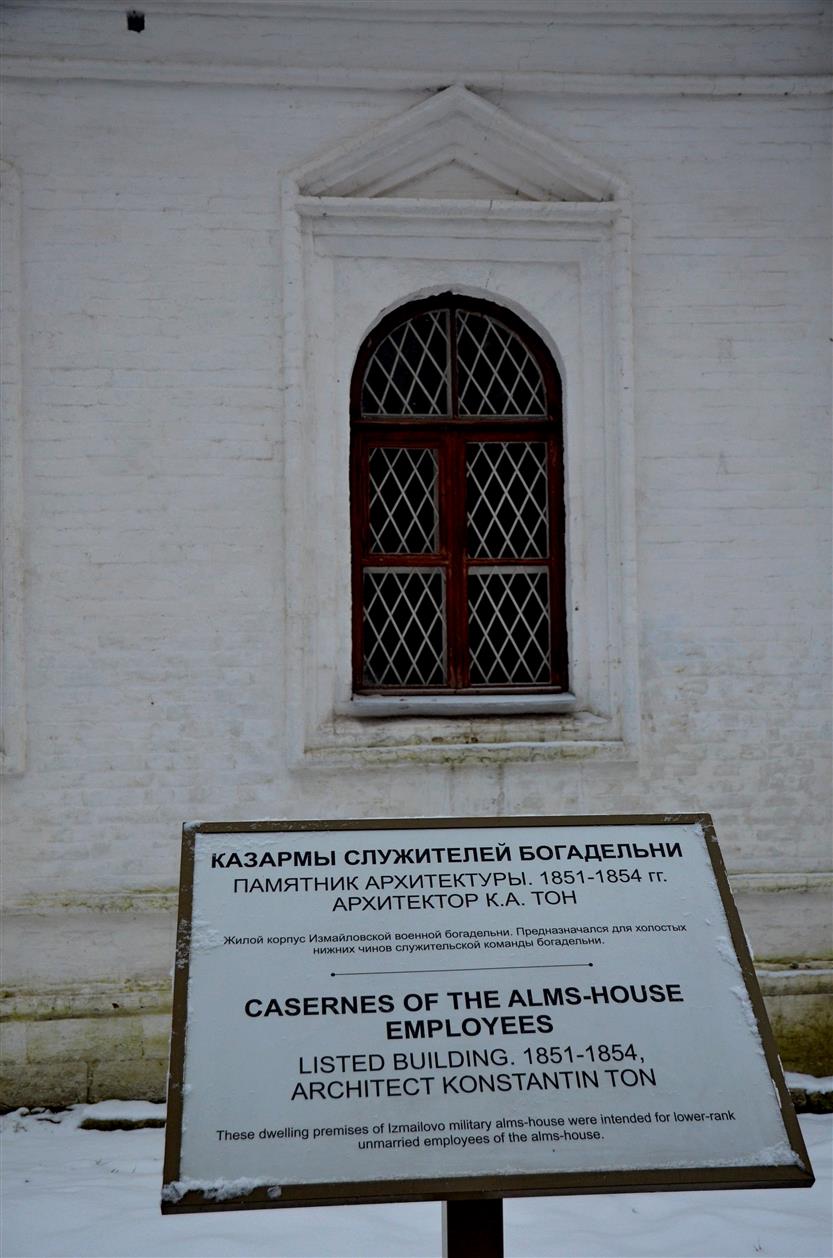 КАЗАРМЫ СЛУЖИТЕЛЕЙ БОГАДЕЛЬНИ
ПАМЯТНИК АРХИТЕКТУРЫ. 1851-1854 гг.
АРХИТЕКТОР К.А. ТОН
Жилой корпус Измайловской военной богадельни. Предназначался для холостых
нижних чинов служительской команды богадельни.
CASERNES OF THE ALMS-HOUSE
EMPLOYEES
LISTED BUILDING. 1851-1854,
ARCHITECT KONSTANTIN TON
These dwelling premises of Izmailovo military alms-house were intended for lower-rank
unmarried employees of the alms-house.